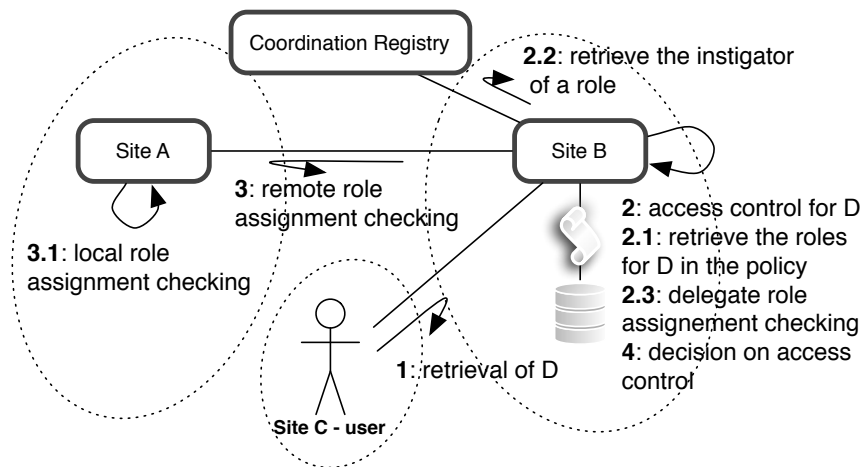 Coordination Registry
2.2: retrieve the instigator
of a role
Site A
Site B
3: remote role
assignment checking
3.1: local role
assignment checking
2: access control for D
2.1: retrieve the roles
for D in the policy
2.3: delegate role
assignement checking
4: decision on access
control
1: retrieval of D
Site C - user